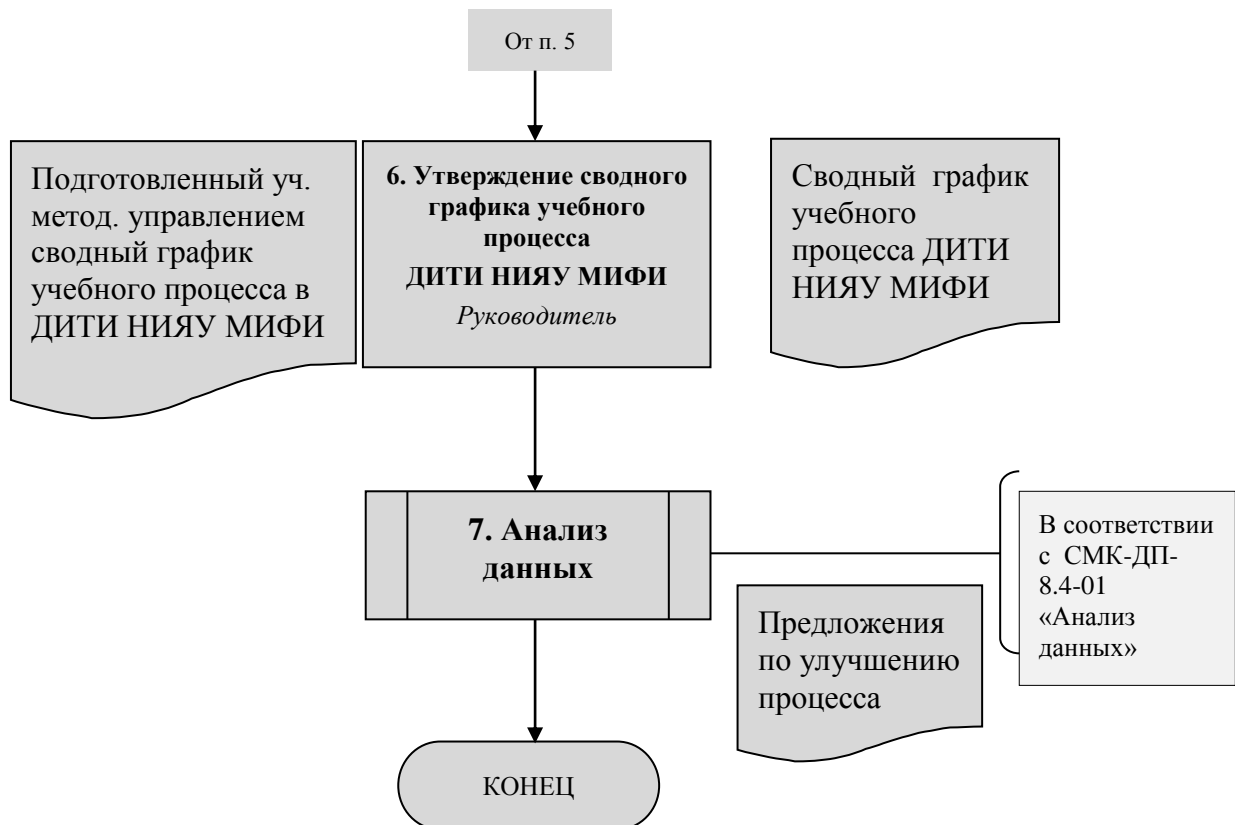 От п. 5
Подготовленный уч.
метод. управлением
сводный график
учебного процесса в
ДИТИ НИЯУ МИФИ
6. Утверждение сводного
графика учебного
процесса
ДИТИ НИЯУ МИФИ
Руководитель
Сводный график
учебного
процесса ДИТИ
НИЯУ МИФИ
7. Анализ
данных
В соответствии
с СМК-ДП-
8.4-01
«Анализ
данных»
Предложения
по улучшению
процесса
КОНЕЦ